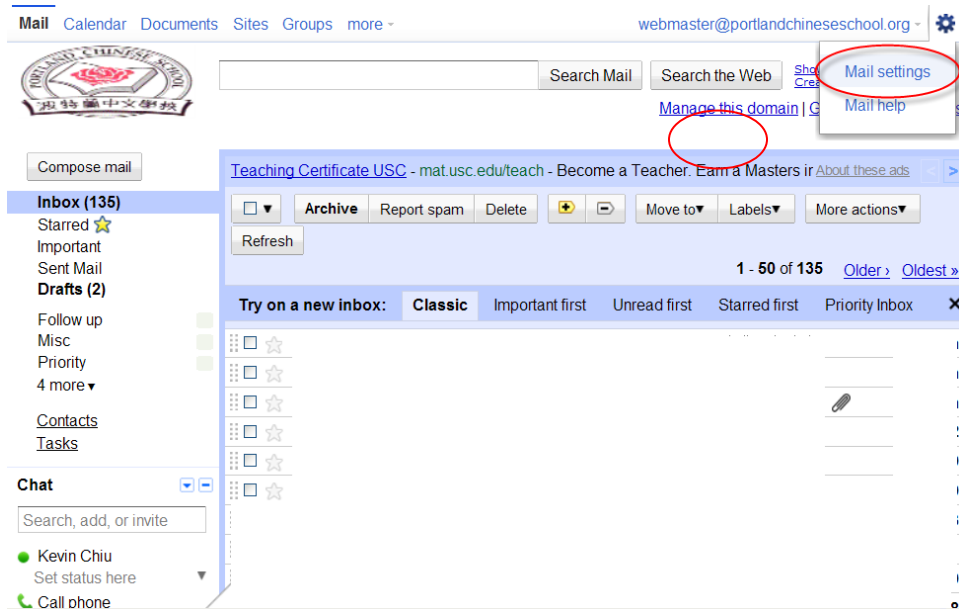 Mail Calendar Documents Sites Groups more webmaster@portlandchineseschool.org
PORTLAND CHINESE SCHOOL
中文學校
Search Mail Search the Web Mail settings
Manage this domain | Mail help
Compose mail
Teaching Certificate USC - mat.usc.edu/teach - Become a Teacher. Earn a Masters in About these ads < >
Inbox (135)
Archive Report spam Delete Move to▾ Labels▾ More actions▾
Starred
Refresh
Important
Sent Mail
1 - 50 of 135 Older › Oldest »
Drafts (2)
Try on a new inbox: Classic Important first Unread first Starred first Priority Inbox X
Follow up
Misc
Priority
4 more ▾
Contacts
Tasks
Chat
Search, add, or invite
Kevin Chiu
Set status here
Call phone